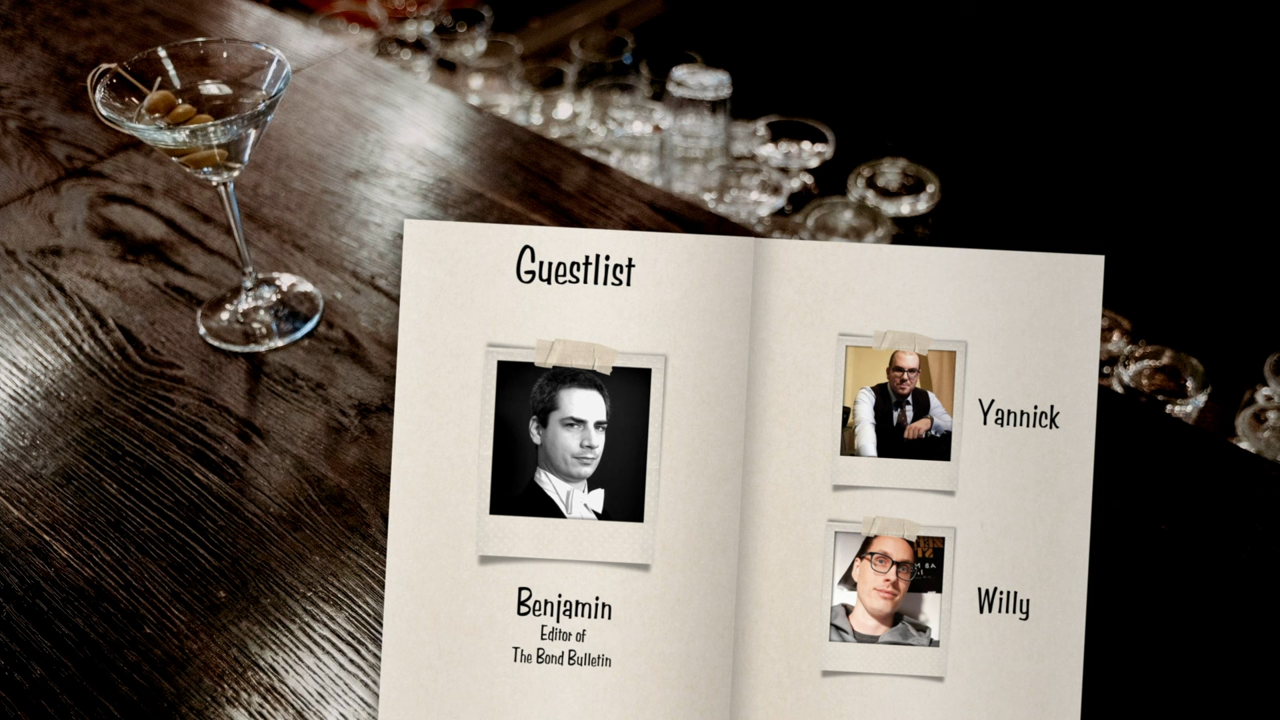 Guestlist
Benjamin
Editor of
The Bond Bulletin
Yannick
Willy